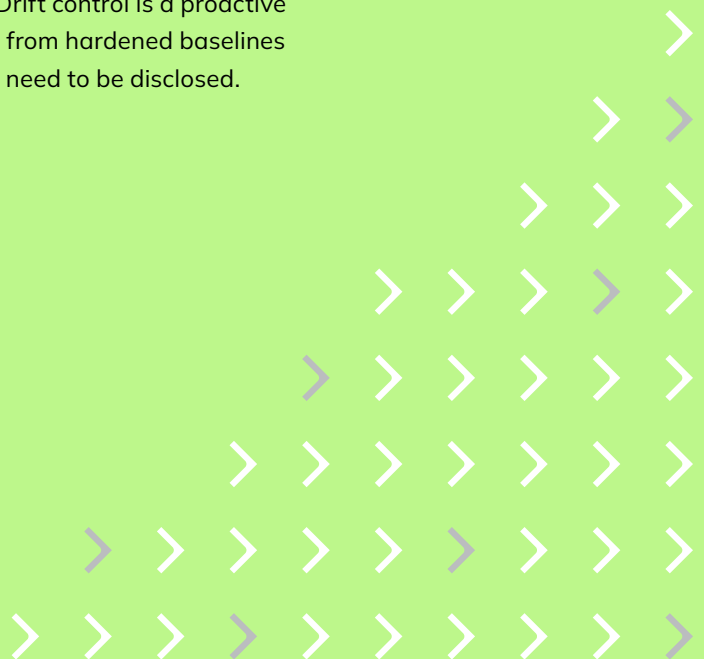 Drift control is a proactive
from hardened baselines
need to be disclosed.